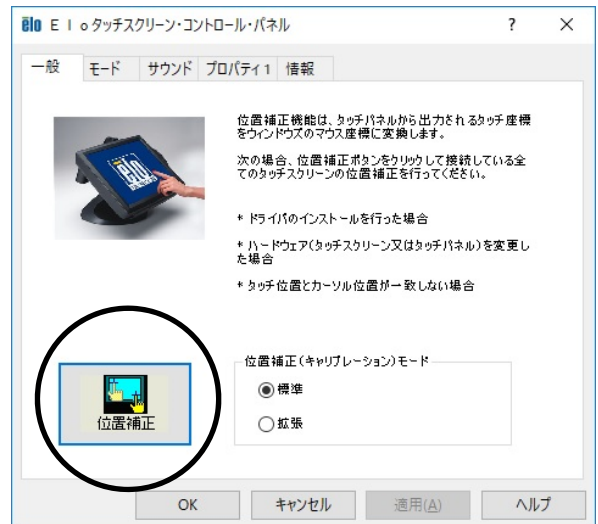 elo Ｅｌｏタッチスクリーン・コントロール・パネル ? ×
一般 モード サウンド プロパティ1 情報
位置補正機能は、タッチパネルから出力されるタッチ座標
をウィンドウズのマウス座標に変換します。
次の場合、位置補正ボタンをクリックして接続している全
てのタッチスクリーンの位置補正を行ってください。
* ドライバのインストールを行った場合
* ハードウェア(タッチスクリーン又はタッチパネル)を変更し
た場合
* タッチ位置とカーソル位置が一致しない場合
elo
位置補正
位置補正(キャリブレーション)モード
標準
拡張
OK キャンセル 適用(A) ヘルプ